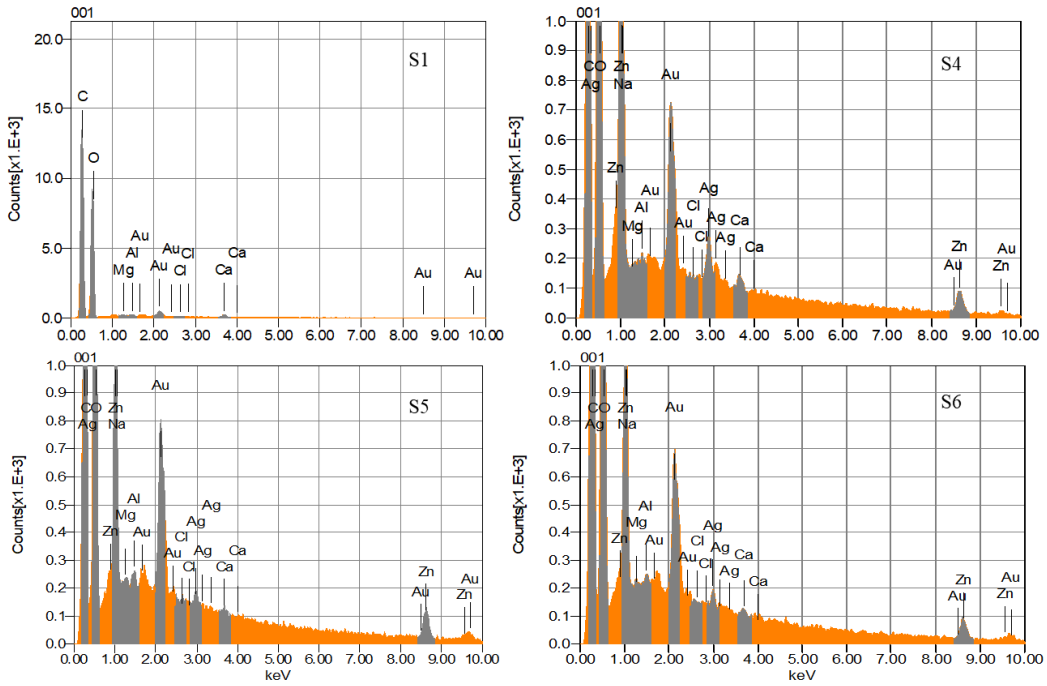 001
20.0
15.0
10.0
5.0
0.0
Counts[x1.E+3]
S1
C
O
Mg
Al
Au
Au
Au
Cl
Cl
Ca
Ca
Au
Au
0.00 1.00 2.00 3.00 4.00 5.00 6.00 7.00 8.00 9.00 10.00
001
1.0
0.9
0.8
0.7
0.6
0.5
0.4
0.3
0.2
0.1
0.0
Counts[x1.E+3]
S4
CO Zn
Ag Na
Au
Zn
Mg
Al
Au
Au
Cl
Cl
Ag
Ag
Ag
Ca
Ca
Au
Zn
Au
Zn
0.00 1.00 2.00 3.00 4.00 5.00 6.00 7.00 8.00 9.00 10.00
001
1.0
0.9
0.8
0.7
0.6
0.5
0.4
0.3
0.2
0.1
0.0
Counts[x1.E+3]
S5
CO Zn
Ag Na
Au
Zn
Mg
Al
Au
Au
Cl
Cl
Ag
Ag
Ag
Ca
Zn
Au
Au
Zn
0.00 1.00 2.00 3.00 4.00 5.00 6.00 7.00 8.00 9.00 10.00
keV
001
1.0
0.9
0.8
0.7
0.6
0.5
0.4
0.3
0.2
0.1
0.0
Counts[x1.E+3]
S6
CO Zn
Ag Na
Au
Zn
Mg
Al
Au
Au
Cl
Cl
Ag
Ag
Ag
Ca
Ca
Zn
Au
Au
Zn
0.00 1.00 2.00 3.00 4.00 5.00 6.00 7.00 8.00 9.00 10.00
keV